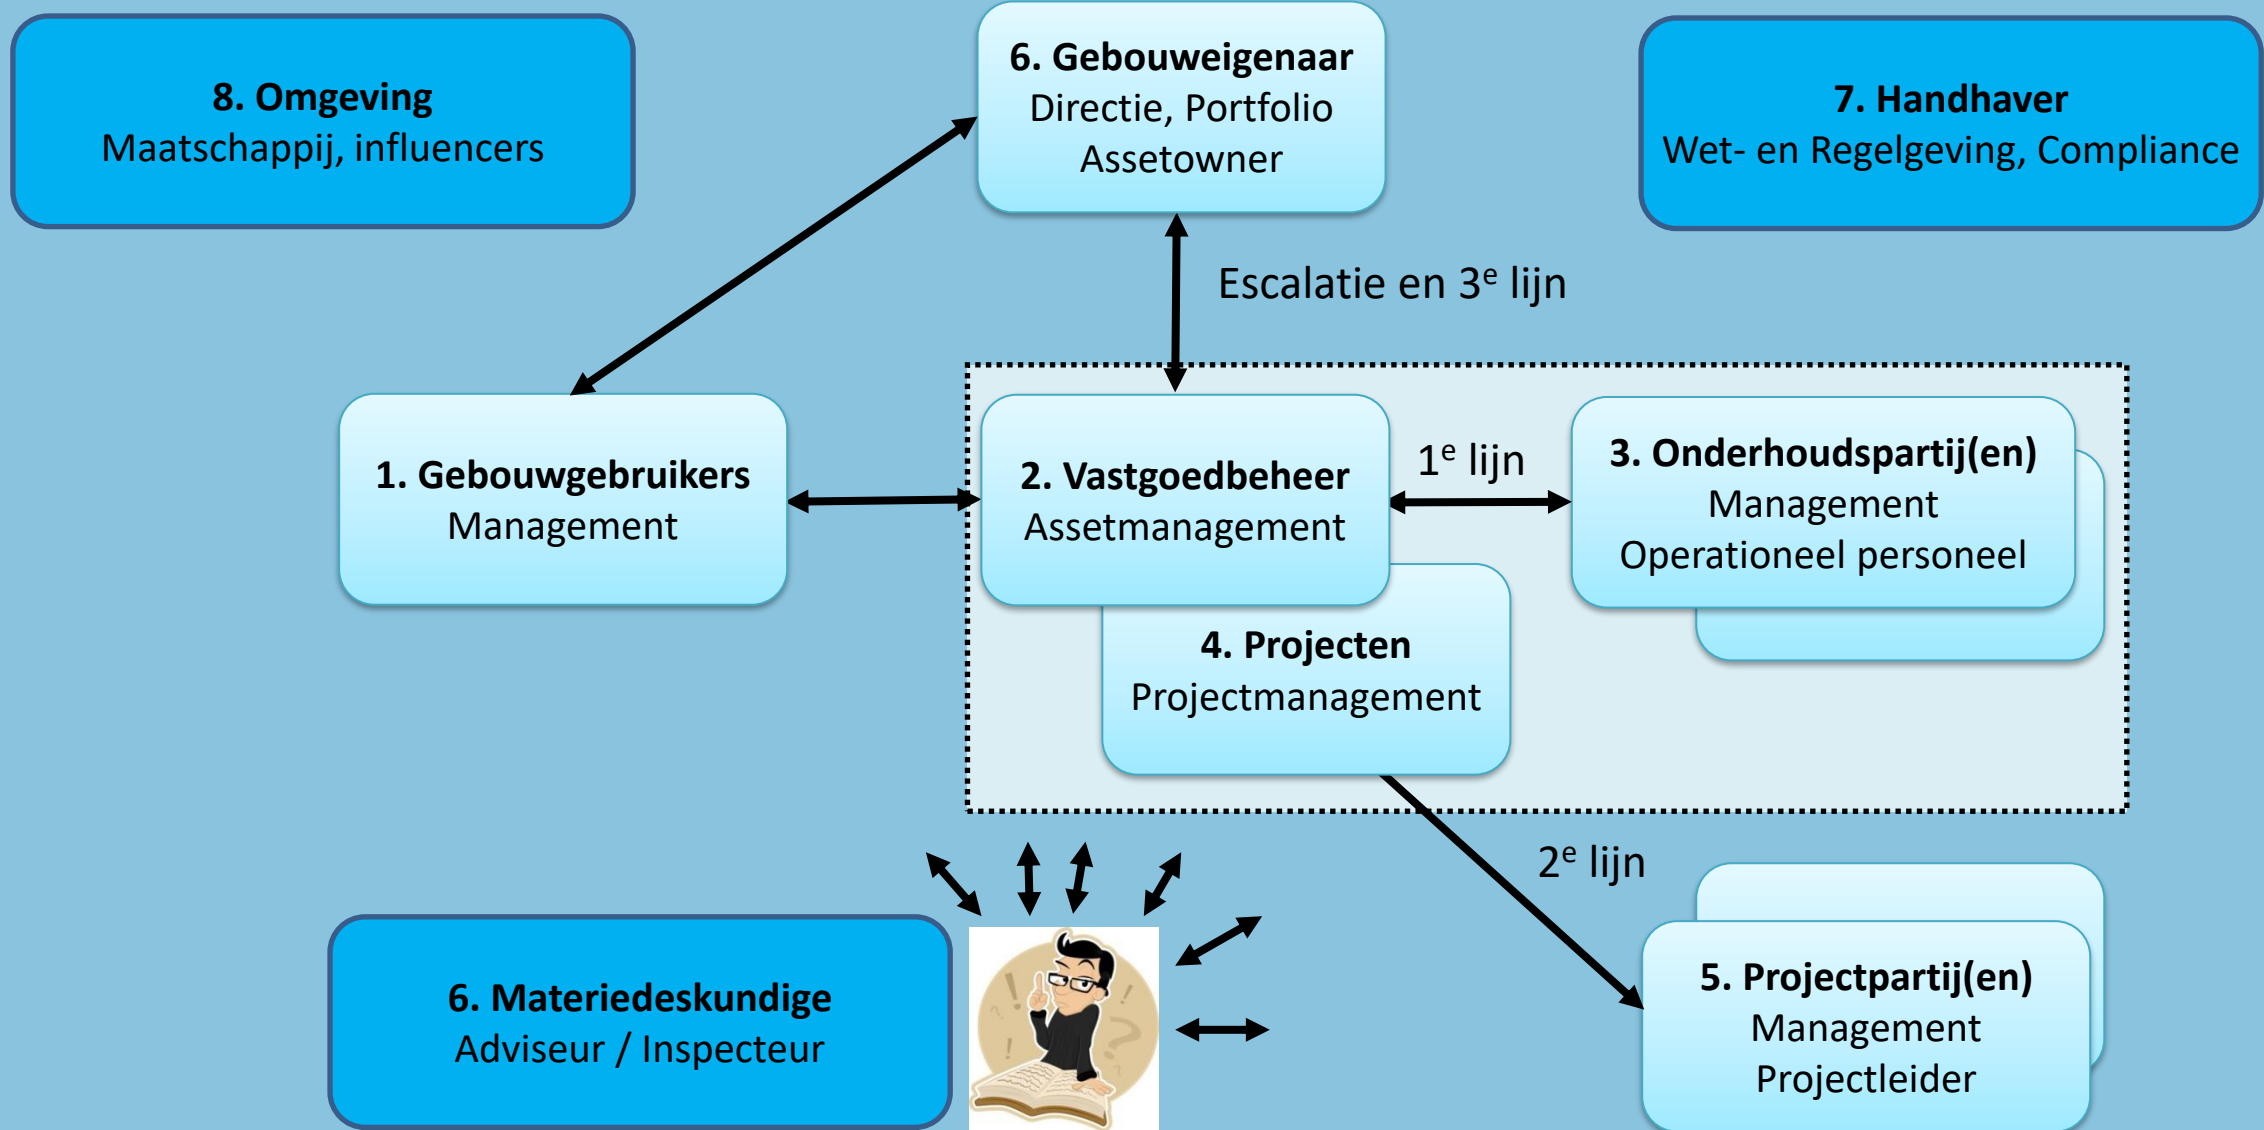 8. Omgeving
Maatschappij, influencers
6. Gebouweigenaar
Directie, Portfolio
Assetowner
7. Handhaver
Wet- en Regelgeving, Compliance
Escalatie en 3e lijn
1. Gebouwgebruikers
Management
2. Vastgoedbeheer
Assetmanagement
1e lijn
3. Onderhoudspartij(en)
Management
Operationeel personeel
4. Projecten
Projectmanagement
2e lijn
6. Materiedeskundige
Adviseur / Inspecteur
5. Projectpartij(en)
Management
Projectleider